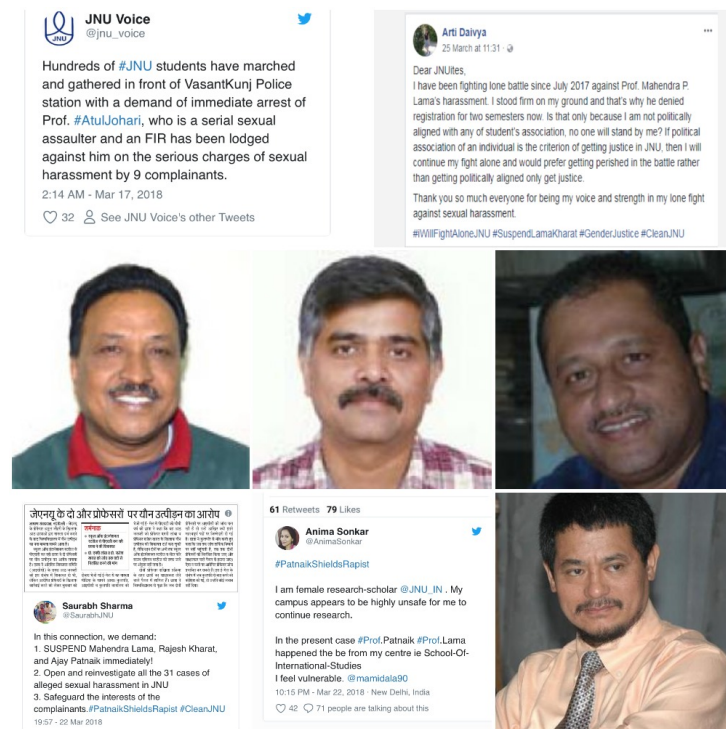 JNU Voice
@jnu_voice
JNU
Hundreds of #JNU students have marched
and gathered in front of VasantKunj Police
station with a demand of immediate arrest of
Prof. #AtulJohari, who is a serial sexual
assaulter and an FIR has been lodged
against him on the serious charges of sexual
harassment by 9 complainants.
2:14 AM - Mar 17, 2018
32 See JNU Voice's other Tweets
Arti Daivya
25 March at 11:31 ·
Dear JNUites,
I have been fighting lone battle since July 2017 against Prof. Mahendra P.
Lama's harassment. I stood firm on my ground and that's why he denied
registration for two semesters now. Is that only because I am not politically
aligned with any of student's association, no one will stand by me? If political
association of an individual is the criterion of getting justice in JNU, then I will
continue my fight alone and would prefer getting perished in the battle rather
than getting politically aligned only get justice.
Thank you so much everyone for being my voice and strength in my lone fight
against sexual harassment.
#iWillFightAloneJNU #SuspendLamaKharat #GenderJustice #CleanJNU
जेएनयू के दो और प्रोफेसरों पर यौन उत्पीड़न का आरोप
Saurabh Sharma
@SaurabhJNU
In this connection, we demand:
1. SUSPEND Mahendra Lama, Rajesh Kharat,
and Ajay Patnaik immediately!
2. Open and reinvestigate all the 31 cases of
alleged sexual harassment in JNU
3. Safeguard the interests of the
complainants.#PatnaikShieldsRapist #CleanJNU
19:57 - 22 Mar 2018
61 Retweets 79 Likes
Anima Sonkar
@AnimaSonkar
#PatnaikShieldsRapist
I am female research-scholar @JNU_IN . My
campus appears to be highly unsafe for me to
continue research.
In the present case #Prof.Patnaik #Prof.Lama
happened the be from my centre ie School-Of-
International-Studies
I feel vulnerable. @mamidala90
10:15 PM - Mar 22, 2018 · New Delhi, India
42 71 people are talking about this